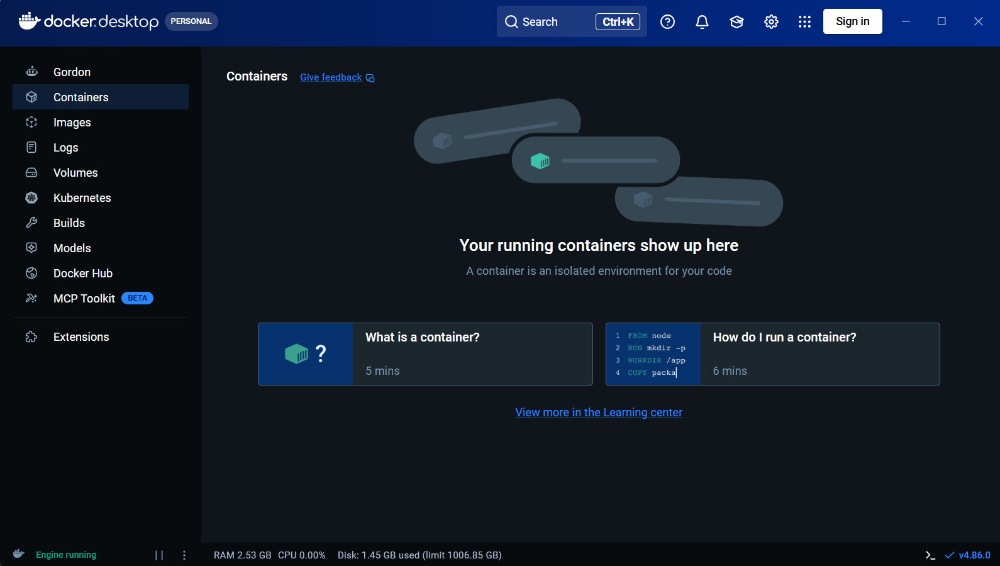 docker.desktop PERSONAL
Search Ctrl+K
Sign in
Gordon
Containers
Images
Logs
Volumes
Kubernetes
Builds
Models
Docker Hub
MCP Toolkit BETA
Extensions
Containers Give feedback
Your running containers show up here
A container is an isolated environment for your code
?
What is a container?
5 mins
1 FROM node
2 RUN mkdir -p
3 WORKDIR /app
4 COPY packa
How do I run a container?
6 mins
View more in the Learning center
Engine running
RAM 2.53 GB CPU 0.00% Disk: 1.45 GB used (limit 1006.85 GB)
v4.86.0